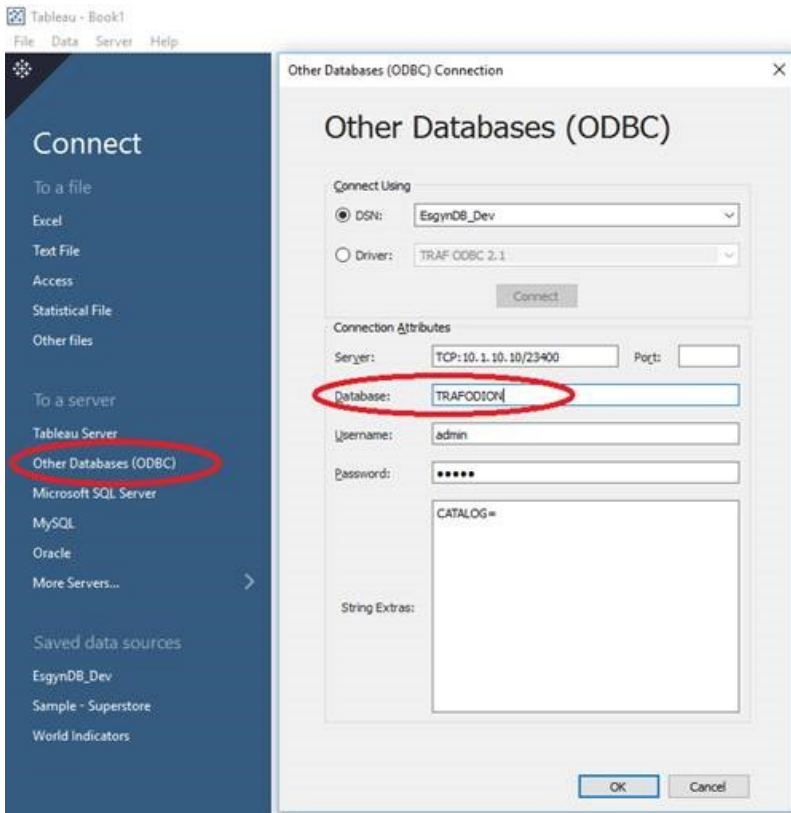 Tableau - Book1
File Data Server Help
Connect
To a file
Excel
Text File
Access
Statistical File
Other files
To a server
Tableau Server
Other Databases (ODBC)
Microsoft SQL Server
MySQL
Oracle
More Servers...
Saved data sources
EsgynDB_Dev
Sample - Superstore
World Indicators
Other Databases (ODBC) Connection
Other Databases (ODBC)
Connect Using
DSN: EsgynDB_Dev
Driver: TRAF ODBC 2.1
Connect
Connection Attributes
Server: TCP:10.1.10.10/23400 Port:
Database: TRAFODION
Username: admin
Password: •••••
CATALOG=
String Extras:
OK Cancel